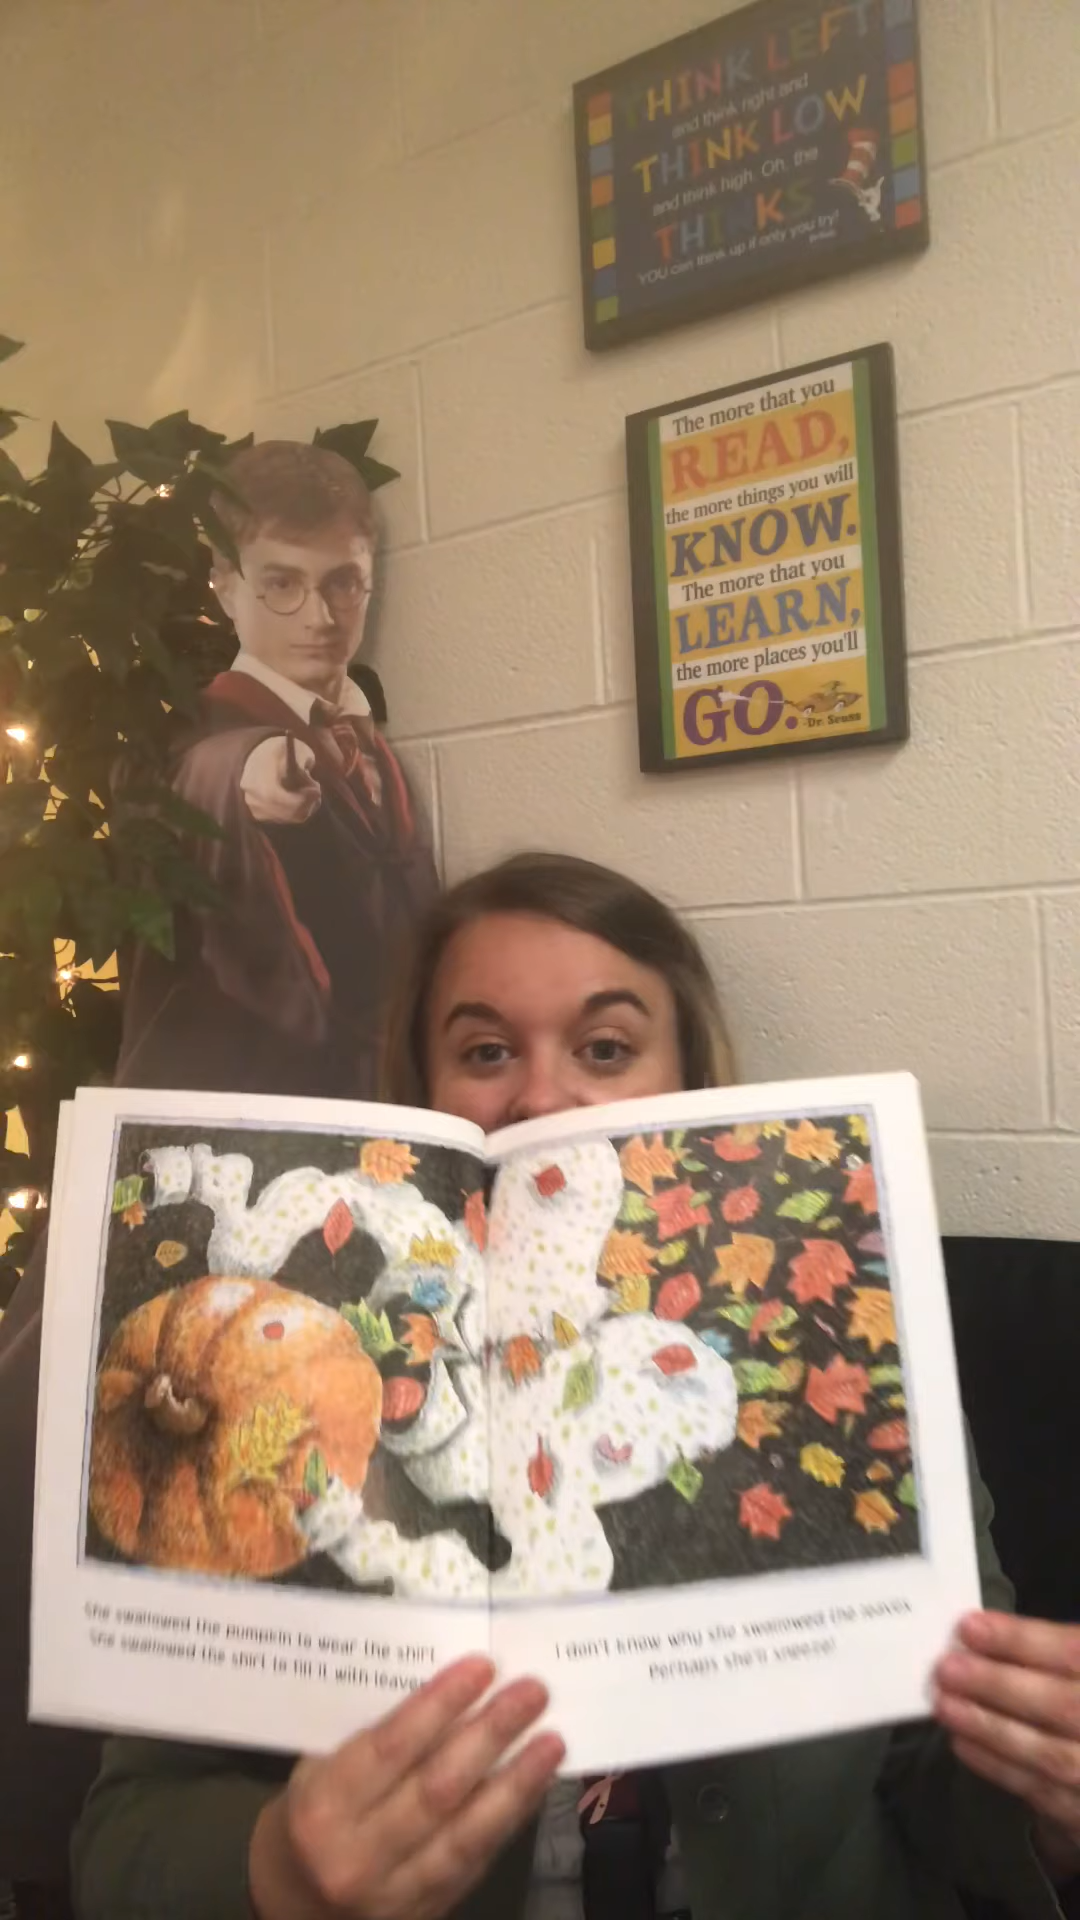 THINK LEFT
and think right and
THINK LOW
and think high. Oh, the
THINKS
YOU can think up if only you try!
The more that you
READ,
the more things you will
KNOW.
The more that you
LEARN,
the more places you'll
GO.
-Dr. Seuss
She swallowed the pumpkin to wear the shirt.
She swallowed the shirt to fill it with leaves
I don't know why she swallowed the leaves
Perhaps she'll sneeze!